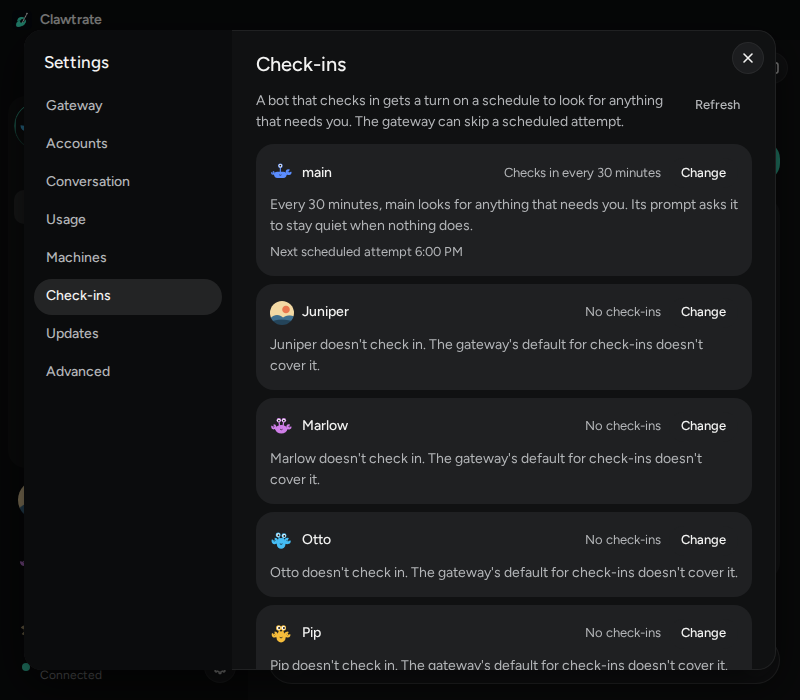 Clawtrate
Settings
Gateway
Accounts
Conversation
Usage
Machines
Check-ins
Updates
Advanced
Connected
Check-ins
A bot that checks in gets a turn on a schedule to look for anything
that needs you. The gateway can skip a scheduled attempt.
Refresh
main
Checks in every 30 minutes
Change
Every 30 minutes, main looks for anything that needs you. Its prompt asks it
to stay quiet when nothing does.
Next scheduled attempt 6:00 PM
Juniper
No check-ins
Change
Juniper doesn't check in. The gateway's default for check-ins doesn't
cover it.
Marlow
No check-ins
Change
Marlow doesn't check in. The gateway's default for check-ins doesn't
cover it.
Otto
No check-ins
Change
Otto doesn't check in. The gateway's default for check-ins doesn't cover it.
Pip
No check-ins
Change
Pip doesn't check in. The gateway's default for check-ins doesn't cover it.